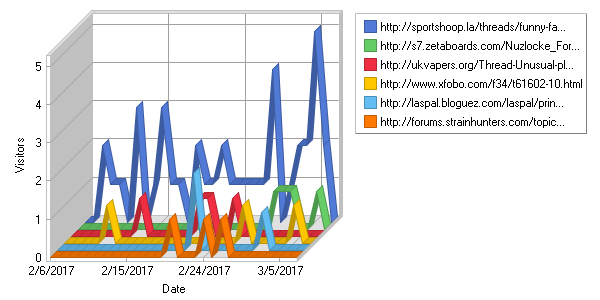 http://sportshoop.la/threads/funny-fa...
http://s7.zetaboards.com/Nuzlocke_For...
http://ukvapers.org/Thread-Unusual-pl...
http://www.xfobo.com/f34/t61602-10.html
http://laspal.bloguez.com/laspal/prin...
http://forums.strainhunters.com/topic...
Visitors
5
4
3
2
1
0
2/6/2017 2/15/2017 2/24/2017 3/5/2017
Date